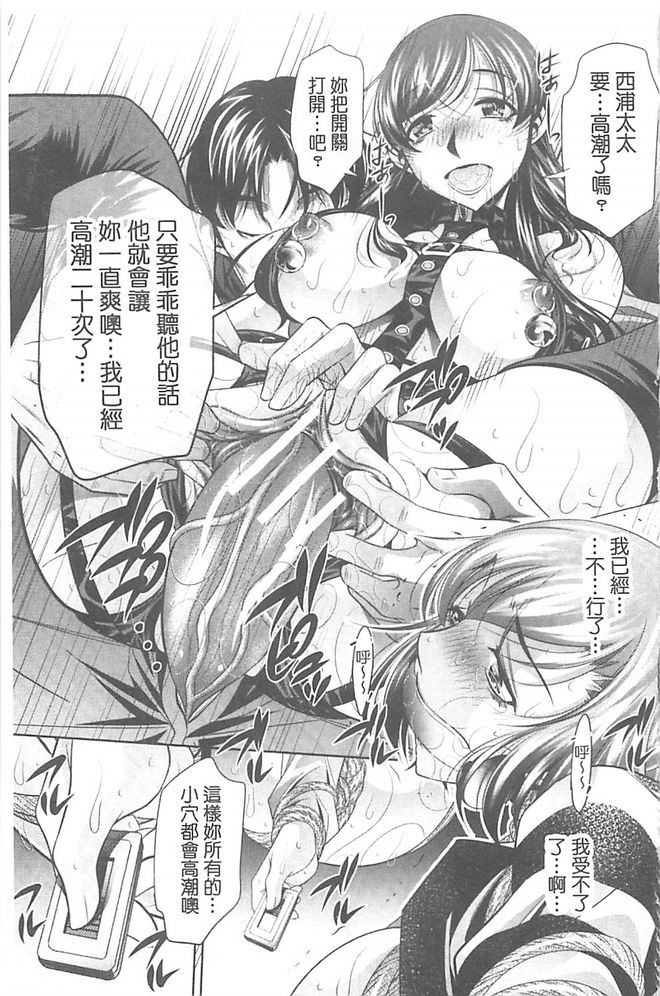 西浦太太
要…高潮了嗎？
妳把開關
打開…吧？
只要乖乖聽他的話
他就會讓
妳一直爽噢…我已經
高潮二十次了…
我已經…
…不…行了…
呼～～
呼～～
我受不了
了…啊…
這樣妳所有的…
小穴都會高潮噢